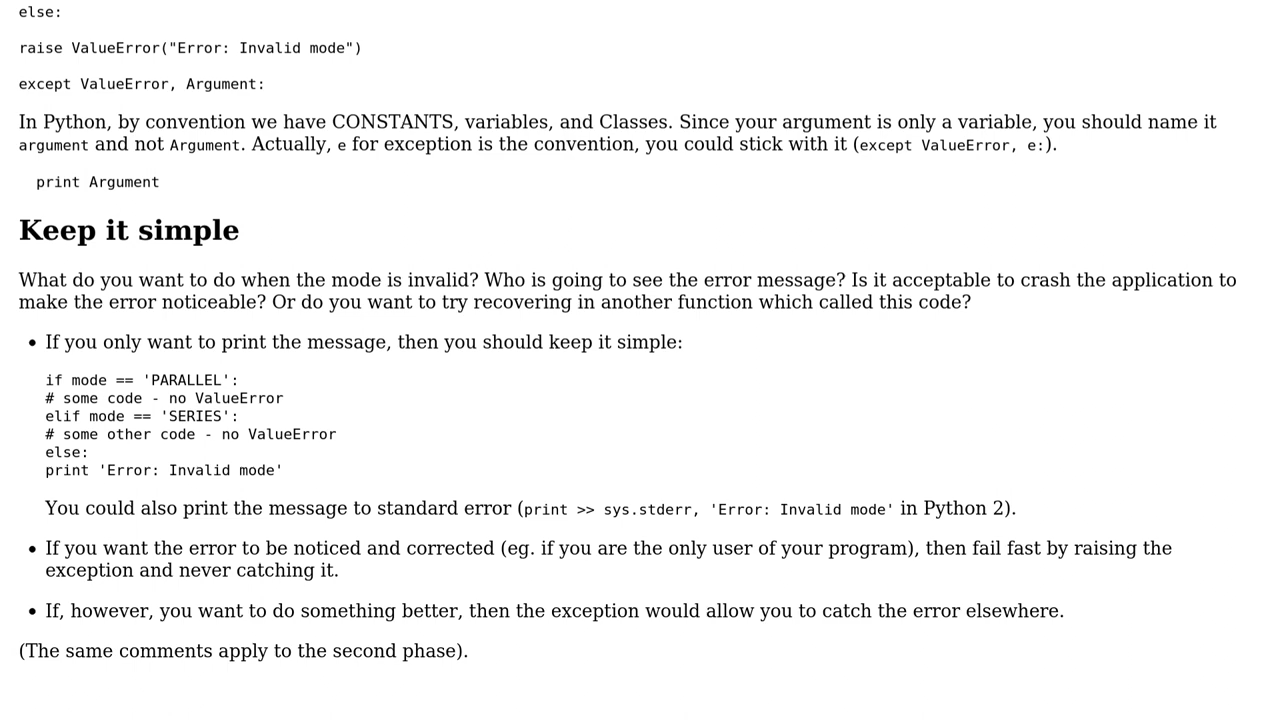 else:
raise ValueError("Error: Invalid mode")
except ValueError, Argument:
In Python, by convention we have CONSTANTS, variables, and Classes. Since your argument is only a variable, you should name it
argument and not Argument. Actually, e for exception is the convention, you could stick with it (except ValueError, e:).
print Argument
Keep it simple
What do you want to do when the mode is invalid? Who is going to see the error message? Is it acceptable to crash the application to
make the error noticeable? Or do you want to try recovering in another function which called this code?
• If you only want to print the message, then you should keep it simple:
if mode == 'PARALLEL':
# some code - no ValueError
elif mode == 'SERIES':
# some other code - no ValueError
else:
print 'Error: Invalid mode'
You could also print the message to standard error (print >> sys.stderr, 'Error: Invalid mode' in Python 2).
• If you want the error to be noticed and corrected (eg. if you are the only user of your program), then fail fast by raising the
exception and never catching it.
• If, however, you want to do something better, then the exception would allow you to catch the error elsewhere.
(The same comments apply to the second phase).